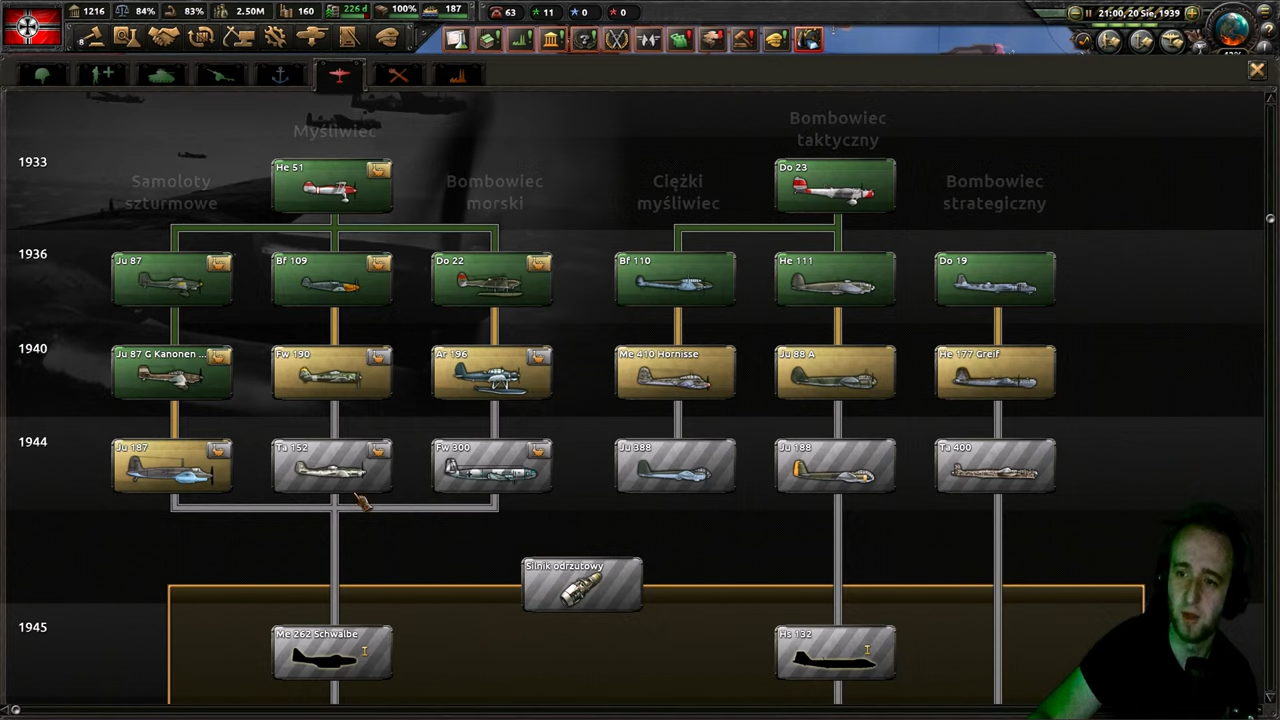 1216 84% 83% 2.50M 160 226 d 100% 187 63 11 0 0 21:00, 20 Sie, 1939
8
Myśliwiec
Bombowiec
taktyczny
1933
He 51
Do 23
Samoloty
szturmowe
Bombowiec
morski
Ciężki
myśliwiec
Bombowiec
strategiczny
1936
Ju 87
Bf 109
Do 22
Bf 110
He 111
Do 19
1940
Ju 87 G Kanonen ...
Fw 190
Ar 196
Me 410 Hornisse
Ju 88 A
He 177 Greif
1944
Ju 187
Ta 152
Fw 300
Ju 388
Ju 188
Ta 400
Silnik odrzutowy
1945
Me 262 Schwalbe
I
Hs 132
I